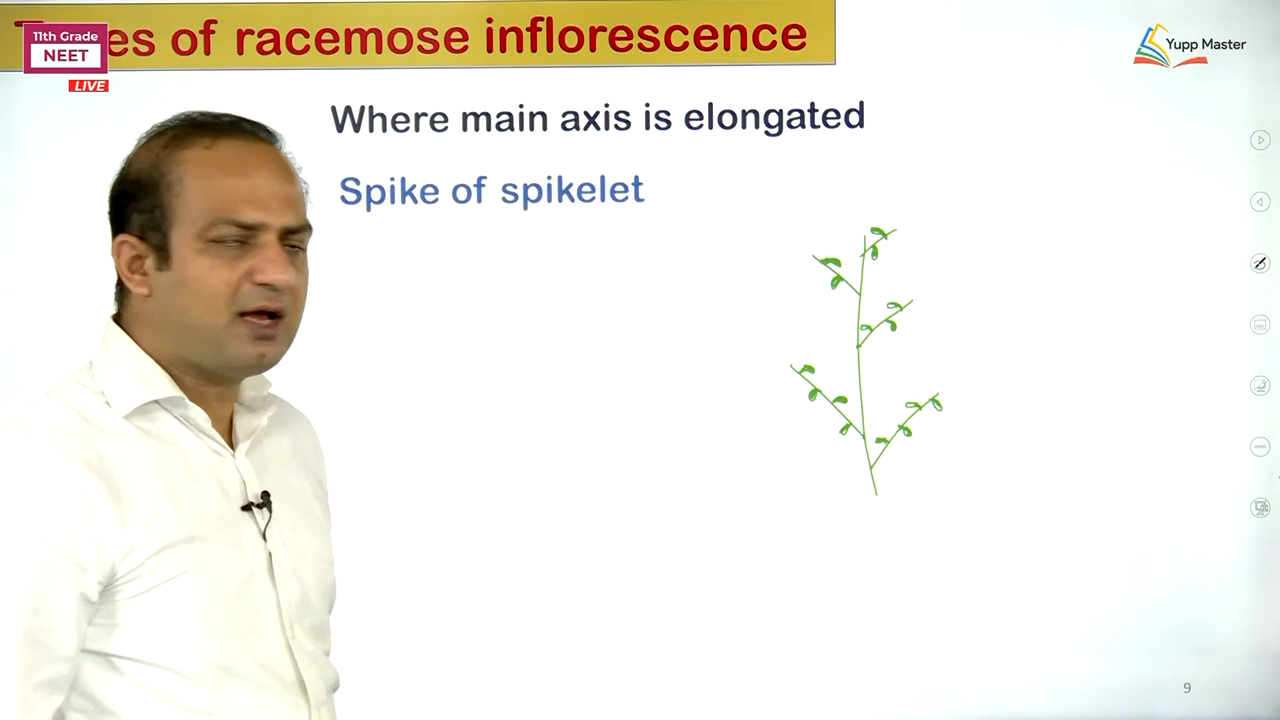 11th Grade
NEET
LIVE
es of racemose inflorescence
Yupp Master
Where main axis is elongated
Spike of spikelet
9